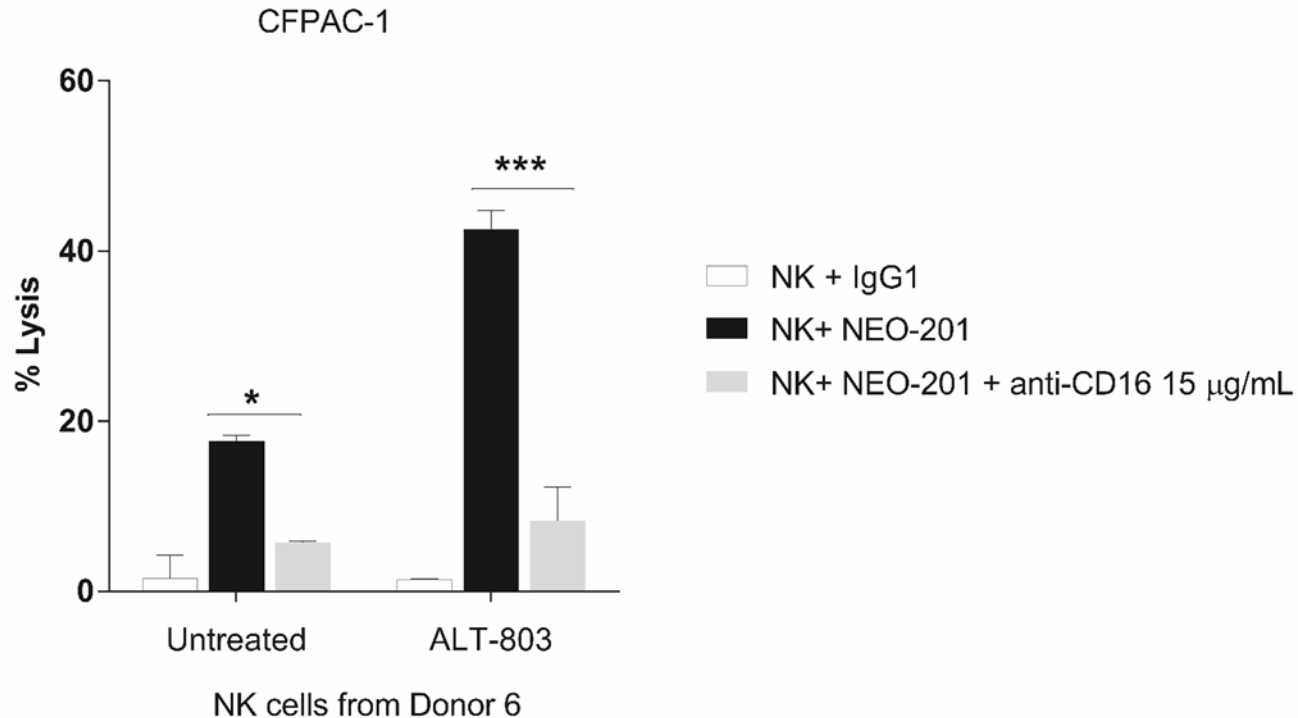 CFPAC-1
60
40
20
0
% Lysis
***
*
NK + IgG1
NK+ NEO-201
NK+ NEO-201 + anti-CD16 15 μg/mL
Untreated
ALT-803
NK cells from Donor 6